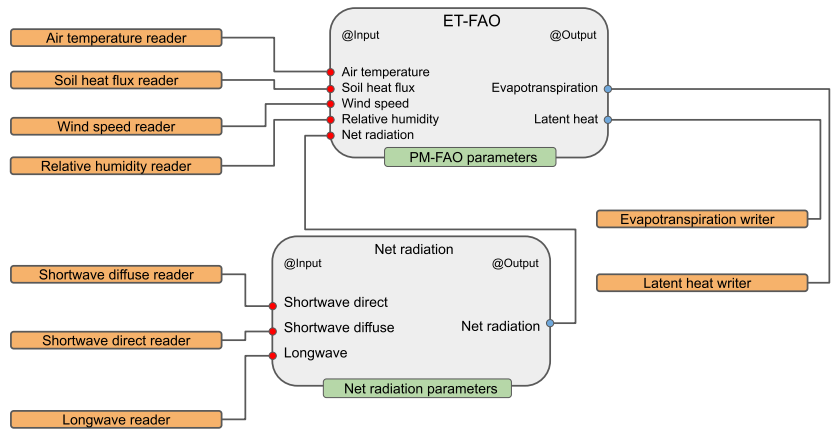 ET-FAO
@Input
@Output
Air temperature reader
Soil heat flux reader
Wind speed reader
Relative humidity reader
Air temperature
Soil heat flux
Wind speed
Relative humidity
Net radiation
Evapotranspiration
Latent heat
PM-FAO parameters
Evapotranspiration writer
Latent heat writer
Net radiation
@Input
@Output
Shortwave diffuse reader
Shortwave direct reader
Longwave reader
Shortwave direct
Shortwave diffuse
Longwave
Net radiation
Net radiation parameters